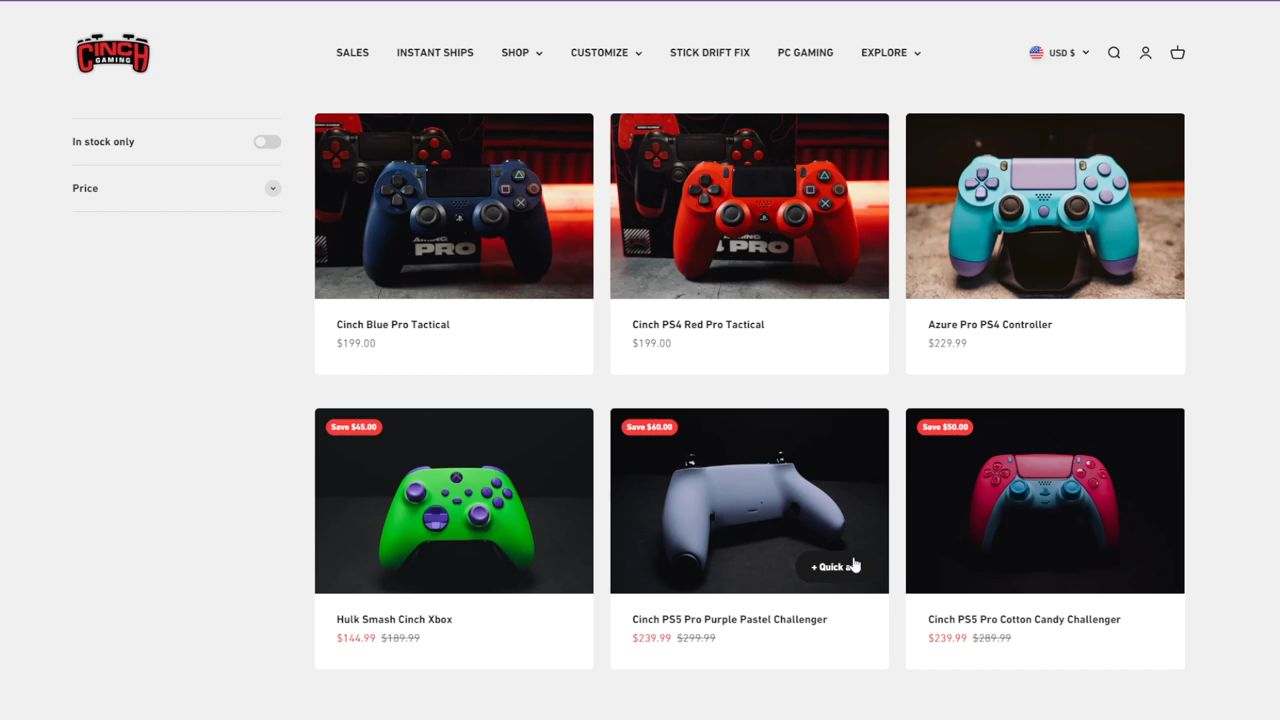 CINCH
GAMING
SALES
INSTANT SHIPS
SHOP
CUSTOMIZE
STICK DRIFT FIX
PC GAMING
EXPLORE
USD $
In stock only
Price
PRO
PRO
Cinch Blue Pro Tactical
$199.00
Cinch PS4 Red Pro Tactical
$199.00
Azure Pro PS4 Controller
$229.99
Save $45.00
Save $60.00
Save $50.00
+ Quick
Hulk Smash Cinch Xbox
$144.99 $189.99
Cinch PS5 Pro Purple Pastel Challenger
$239.99 $299.99
Cinch PS5 Pro Cotton Candy Challenger
$239.99 $289.99